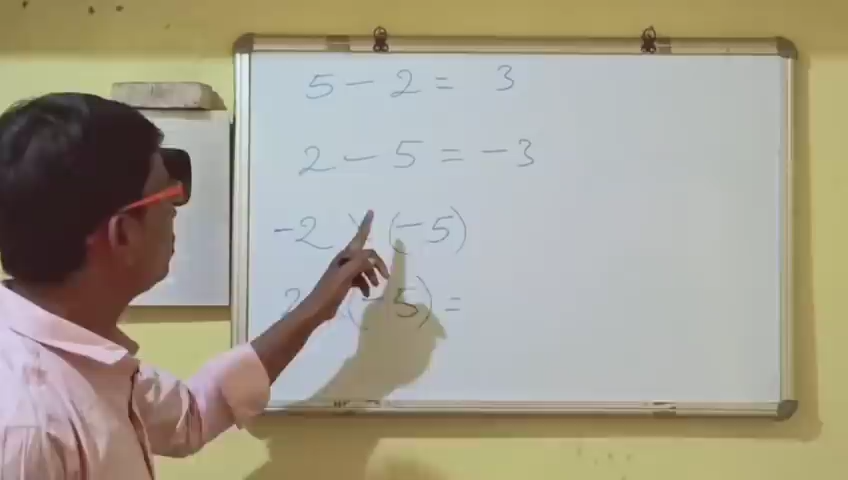 5 - 2 = 3
2 - 5 = -3
-2 × (-5)
2 (-5) =